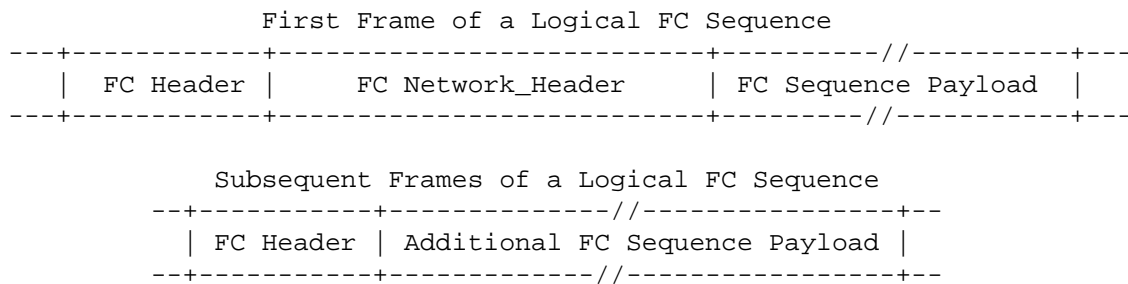 First Frame of a Logical FC Sequence
---+------------+---------------------------+----------//----------+---
| FC Header | FC Network_Header | FC Sequence Payload |
---+------------+---------------------------+---------//-----------+---
Subsequent Frames of a Logical FC Sequence
--+-----------+--------------//----------------+--
| FC Header | Additional FC Sequence Payload |
--+-----------+-------------//-----------------+--